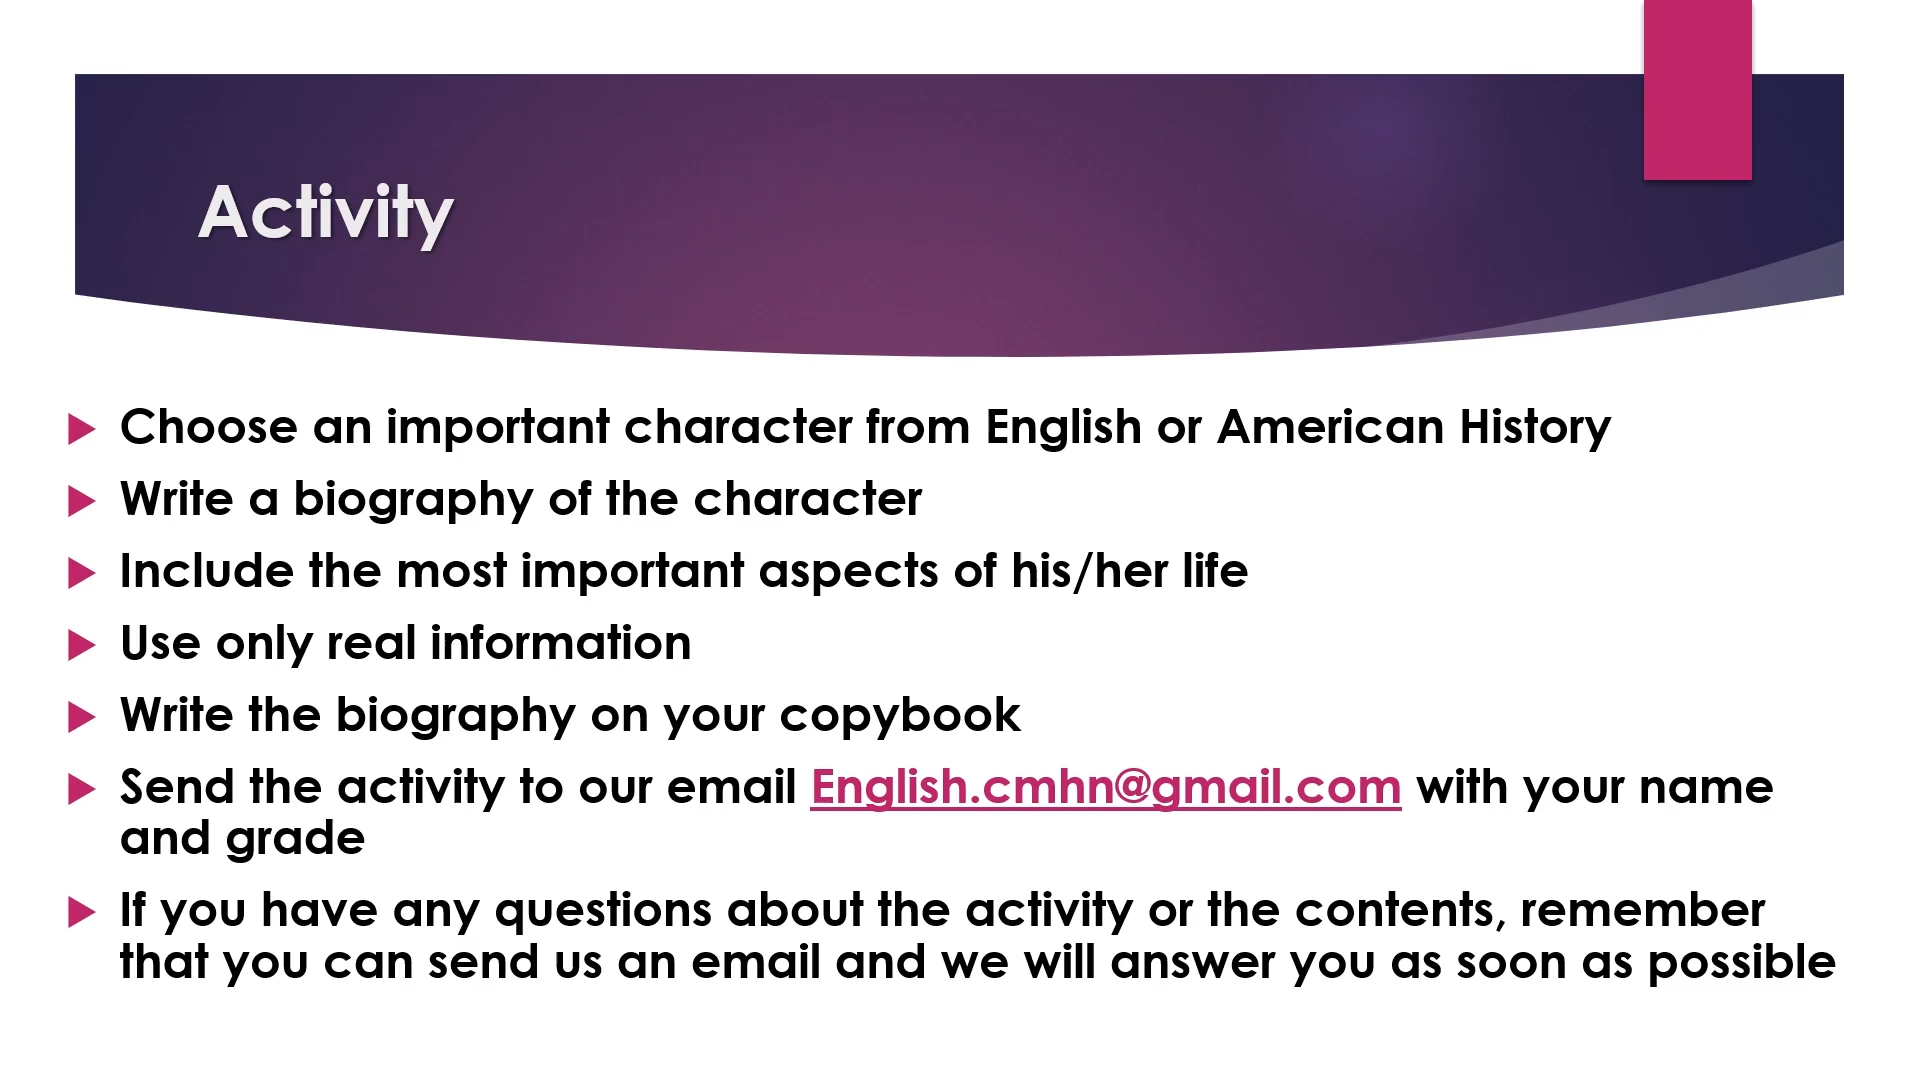 Activity
Choose an important character from English or American History
Write a biography of the character
Include the most important aspects of his/her life
Use only real information
Write the biography on your copybook
Send the activity to our email English.cmhn@gmail.com with your name
and grade
If you have any questions about the activity or the contents, remember
that you can send us an email and we will answer you as soon as possible